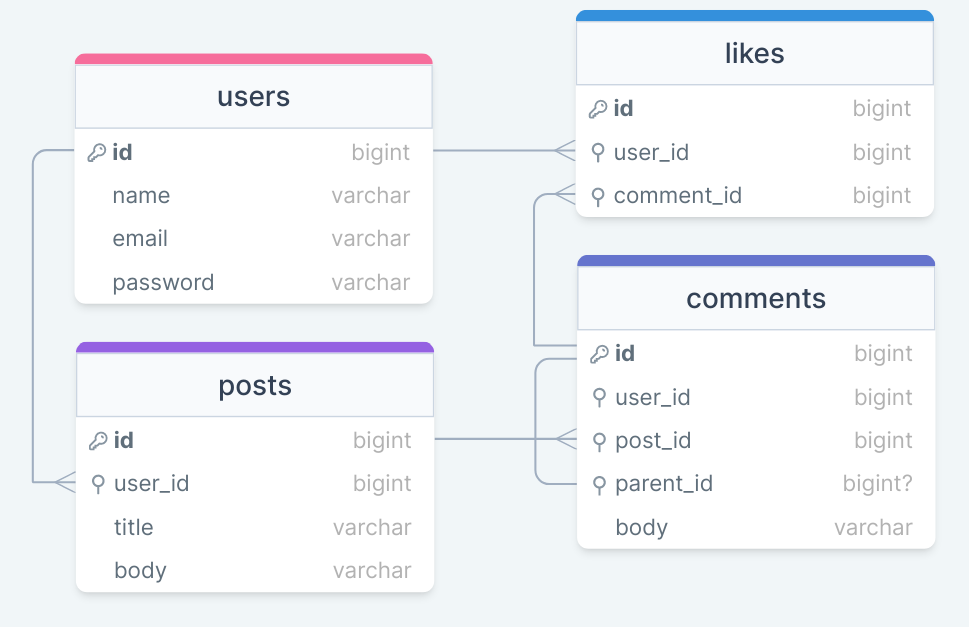 users
id bigint
name varchar
email varchar
password varchar
posts
id bigint
user_id bigint
title varchar
body varchar
likes
id bigint
user_id bigint
comment_id bigint
comments
id bigint
user_id bigint
post_id bigint
parent_id bigint?
body varchar